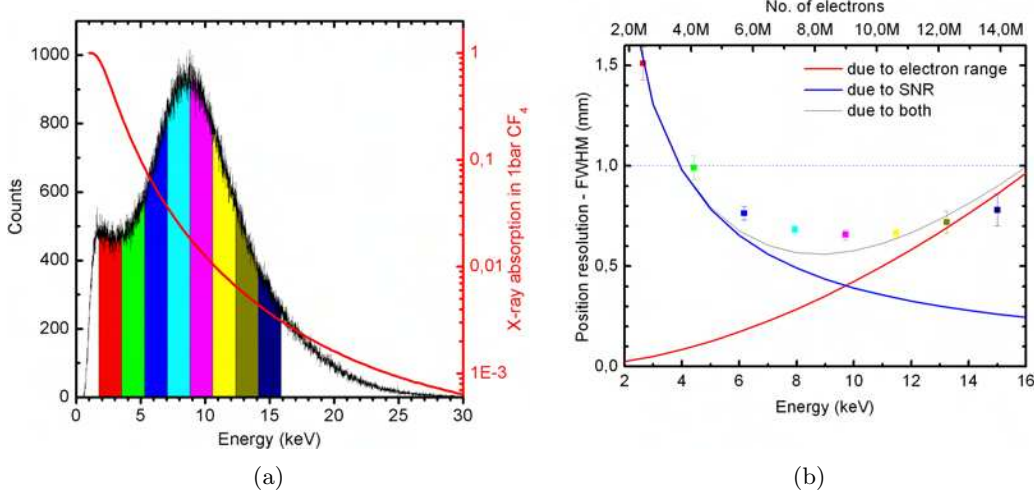 1000
800
600
400
200
0
Counts
0 5 10 15 20 25 30
Energy (keV)
1
0,1
0,01
1E-3
X-ray absorption in 1bar CF4
(a)
No. of electrons
2,0M 4,0M 6,0M 8,0M 10,0M 12,0M 14,0M
1,5
1,0
0,5
0,0
Position resolution - FWHM (mm)
due to electron range
due to SNR
due to both
2 4 6 8 10 12 14 16
Energy (keV)
(b)